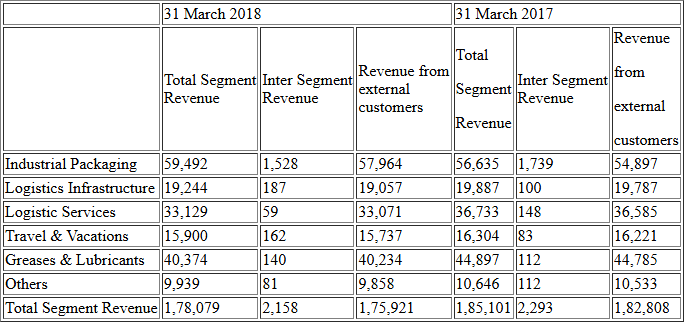 31 March 2018 31 March 2017
Total Segment Revenue Inter Segment Revenue Revenue from external customers Total Segment Revenue Inter Segment Revenue Revenue from external customers
Industrial Packaging 59,492 1,528 57,964 56,635 1,739 54,897
Logistics Infrastructure 19,244 187 19,057 19,887 100 19,787
Logistic Services 33,129 59 33,071 36,733 148 36,585
Travel & Vacations 15,900 162 15,737 16,304 83 16,221
Greases & Lubricants 40,374 140 40,234 44,897 112 44,785
Others 9,939 81 9,858 10,646 112 10,533
Total Segment Revenue 1,78,079 2,158 1,75,921 1,85,101 2,293 1,82,808